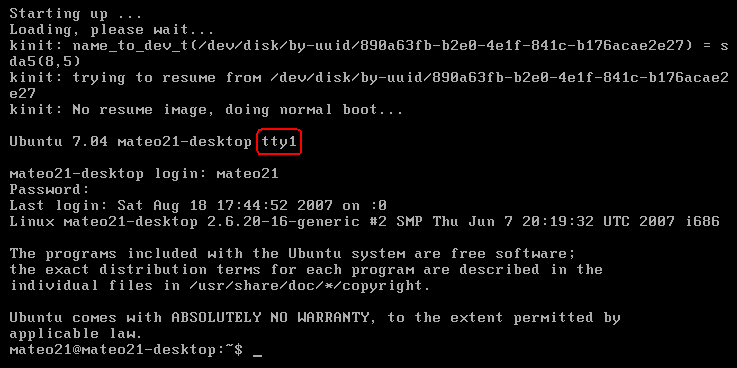 Starting up ...
Loading, please wait...
kinit: name_to_dev_t(/dev/disk/by-uuid/890a63fb-b2e0-4e1f-841c-b176acae2e27) = s
da5(8,5)
kinit: trying to resume from /dev/disk/by-uuid/890a63fb-b2e0-4e1f-841c-b176acae2
e27
kinit: No resume image, doing normal boot...
Ubuntu 7.04 mateo21-desktop tty1
mateo21-desktop login: mateo21
Password:
Last login: Sat Aug 18 17:44:52 2007 on :0
Linux mateo21-desktop 2.6.20-16-generic #2 SMP Thu Jun 7 20:19:32 UTC 2007 i686
The programs included with the Ubuntu system are free software;
the exact distribution terms for each program are described in the
individual files in /usr/share/doc/*/copyright.
Ubuntu comes with ABSOLUTELY NO WARRANTY, to the extent permitted by
applicable law.
mateo21@mateo21-desktop:~$ _